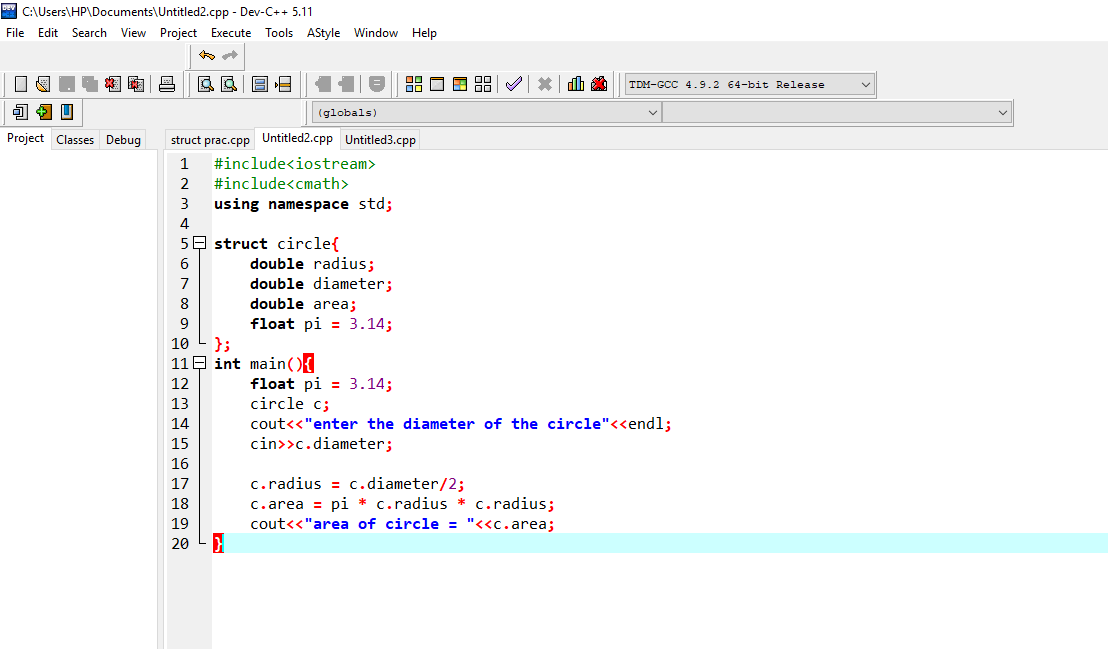 C:\Users\HP\Documents\Untitled2.cpp - Dev-C++ 5.11
File Edit Search View Project Execute Tools AStyle Window Help
TDM-GCC 4.9.2 64-bit Release
(globals)
Project Classes Debug struct prac.cpp Untitled2.cpp Untitled3.cpp
1 #include<iostream>
2 #include<cmath>
3 using namespace std;
4
5 struct circle{
6 double radius;
7 double diameter;
8 double area;
9 float pi = 3.14;
10 };
11 int main(){
12 float pi = 3.14;
13 circle c;
14 cout<<"enter the diameter of the circle"<<endl;
15 cin>>c.diameter;
16
17 c.radius = c.diameter/2;
18 c.area = pi * c.radius * c.radius;
19 cout<<"area of circle = "<<c.area;
20 }